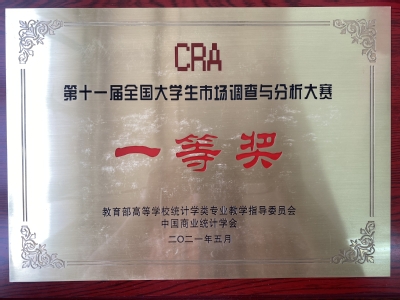 CRA
第十一届全国大学生市场调查与分析大赛
一等奖
教育部高等学校统计学类专业教学指导委员会
中国商业统计学会
二〇二一年五月